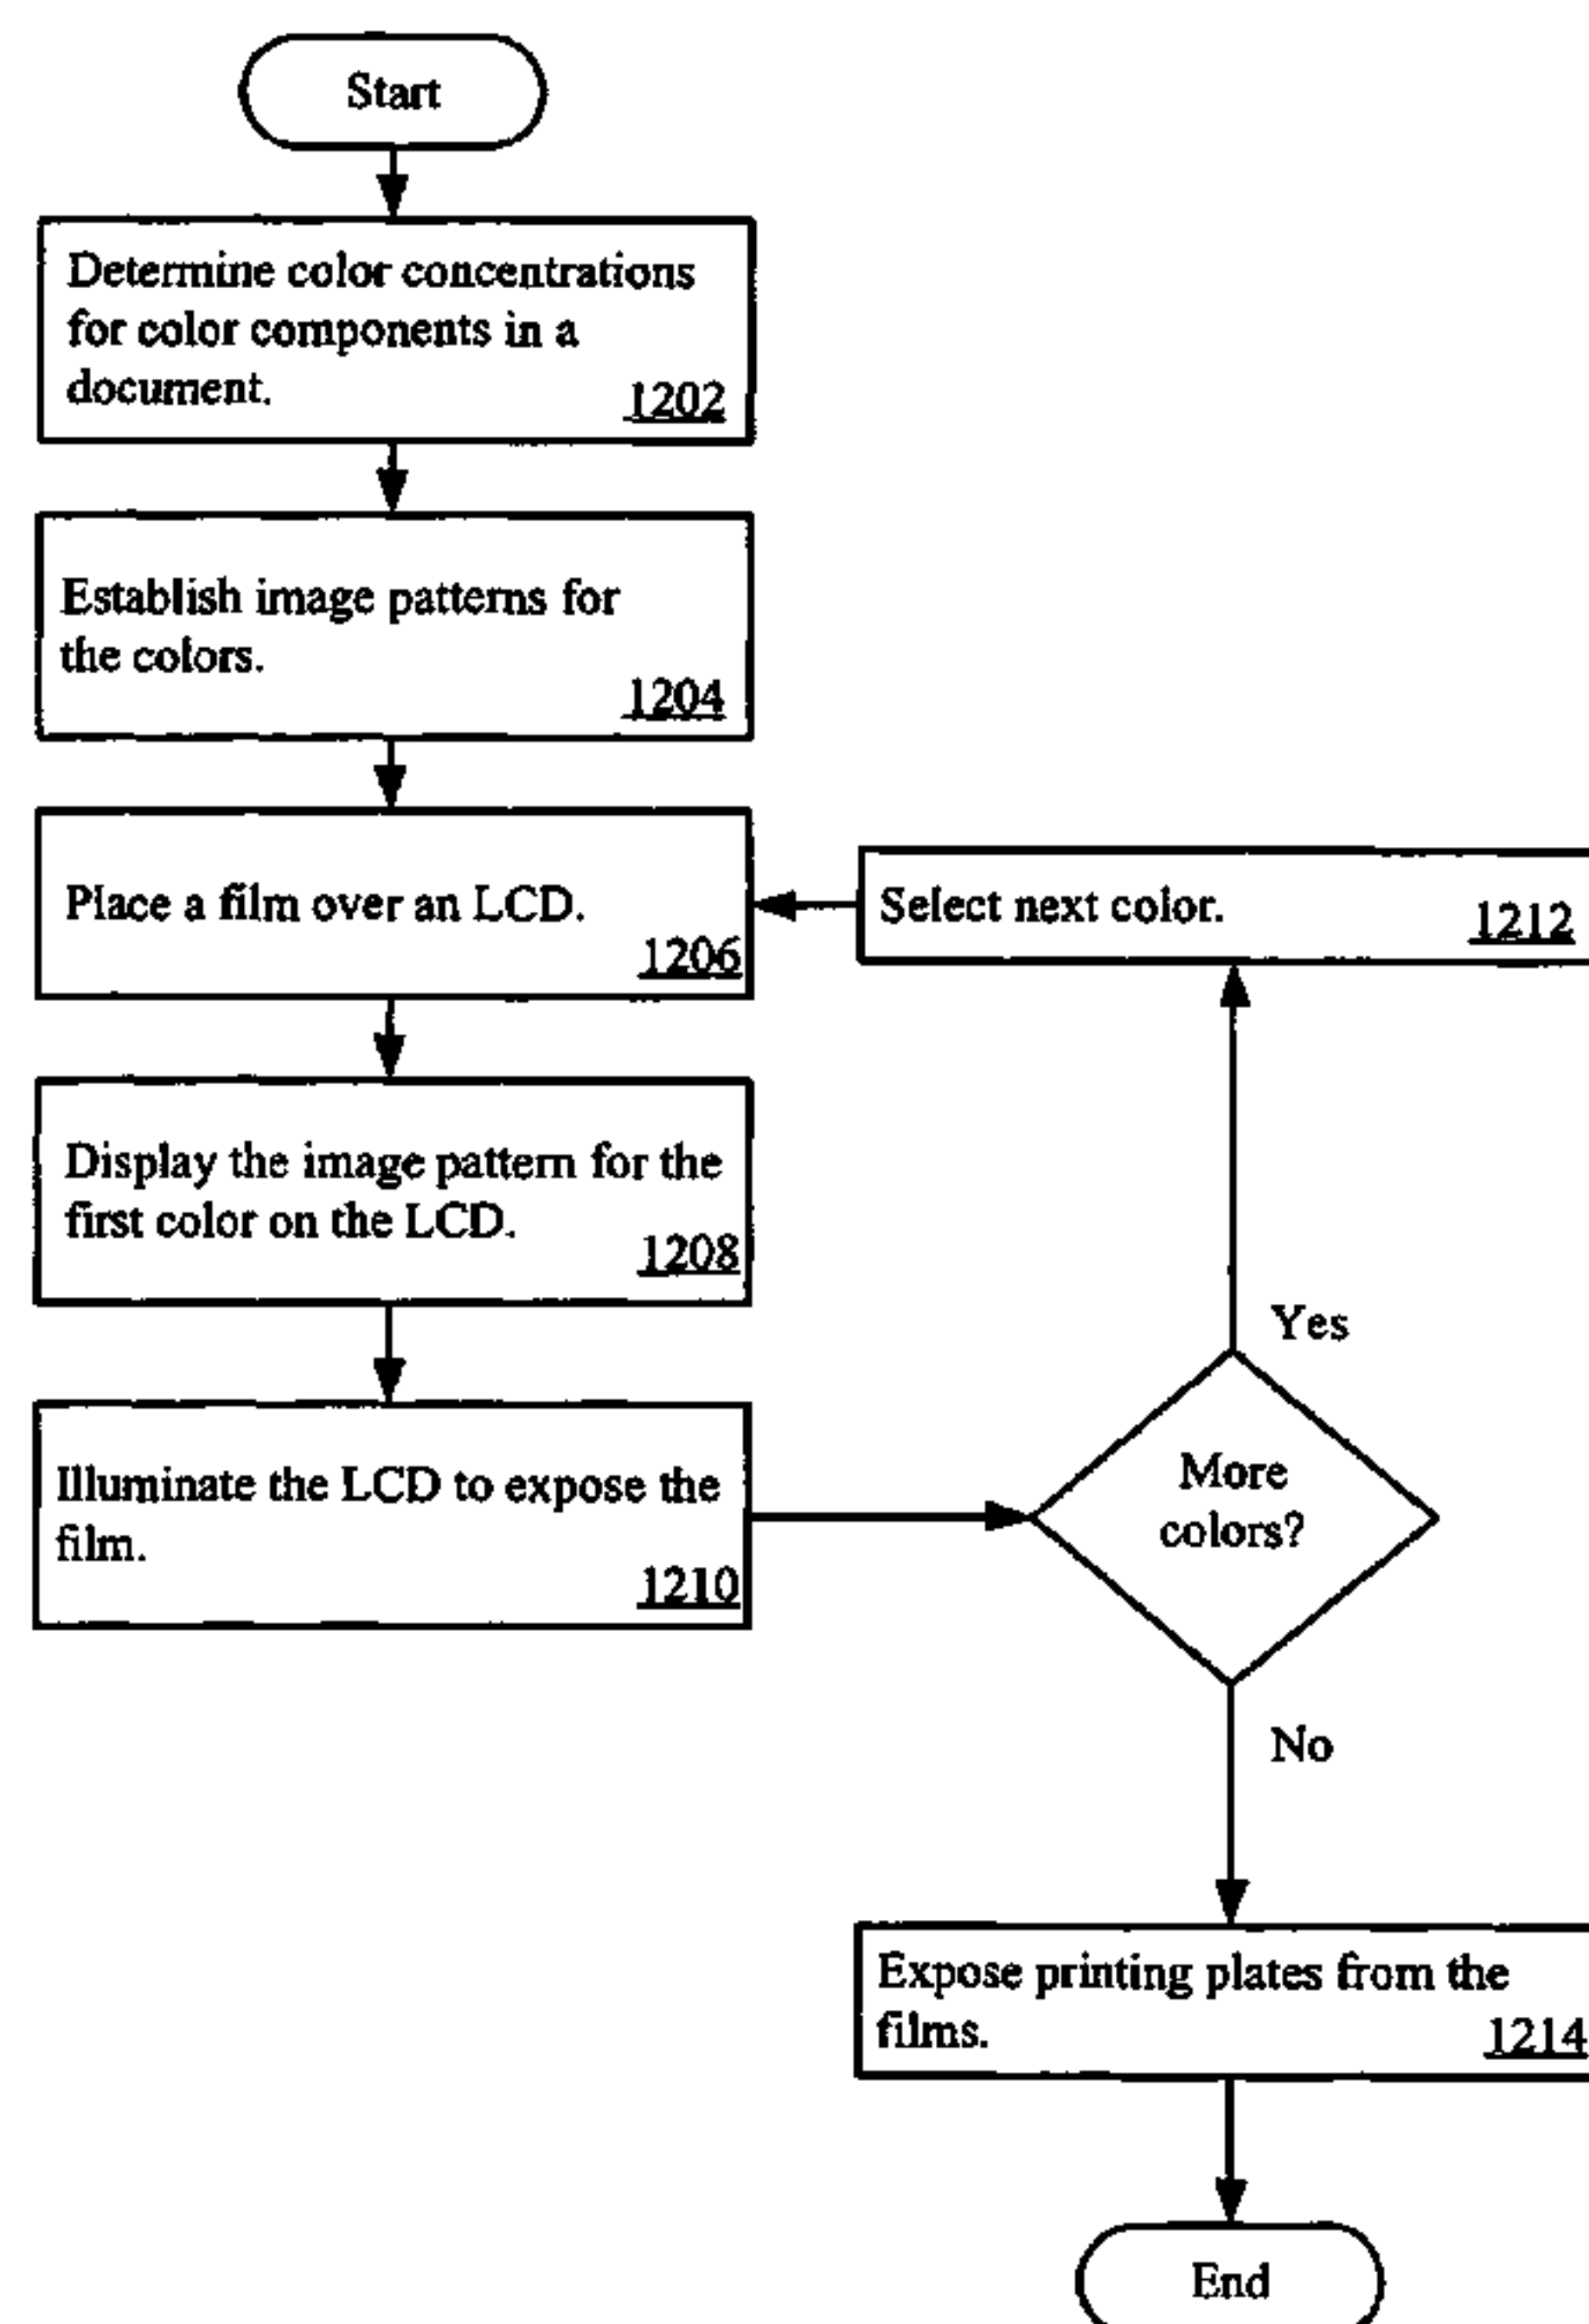 Start
Determine color concentrations
for color components in a
document.
1202
Establish image patterns for
the colors.
1204
Place a film over an LCD.
1206
Select next color.
1212
Display the image pattern for the
first color on the LCD.
1208
Illuminate the LCD to expose the
film.
1210
Yes
More
colors?
No
Expose printing plates from the
films.
1214
End